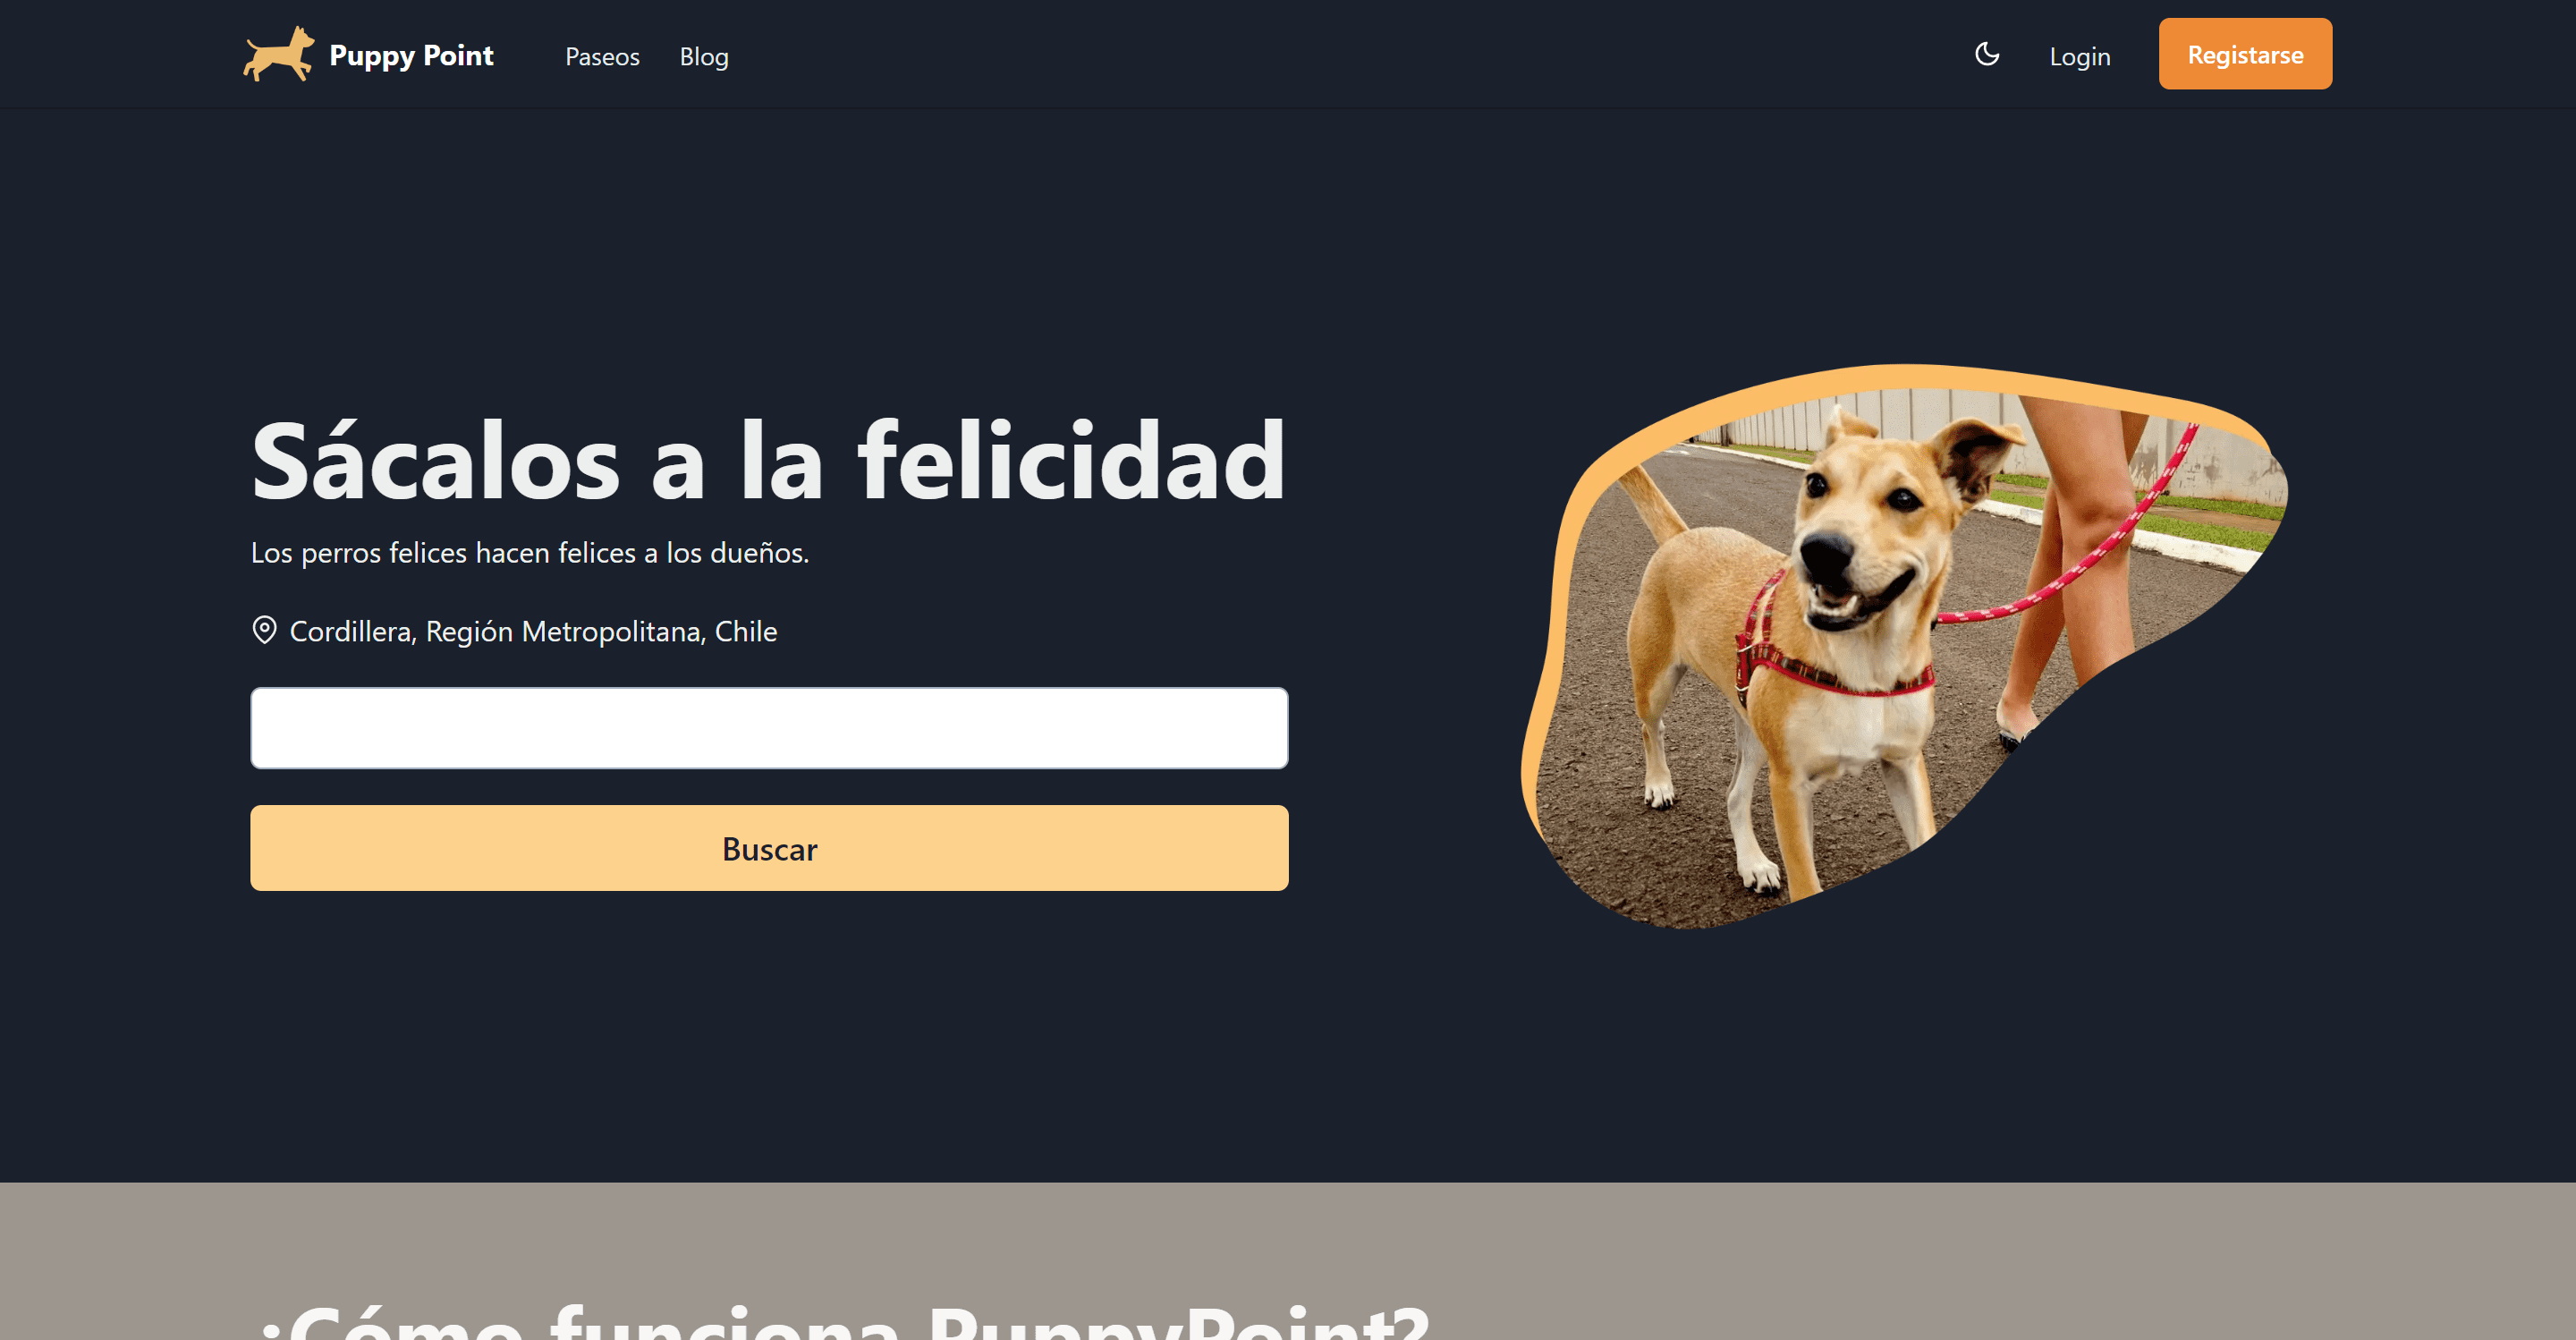 Puppy Point
Paseos
Blog
Login
Registarse
Sácalos a la felicidad
Los perros felices hacen felices a los dueños.
Cordillera, Región Metropolitana, Chile
Buscar
¿Cómo funciona PuppyPoint?